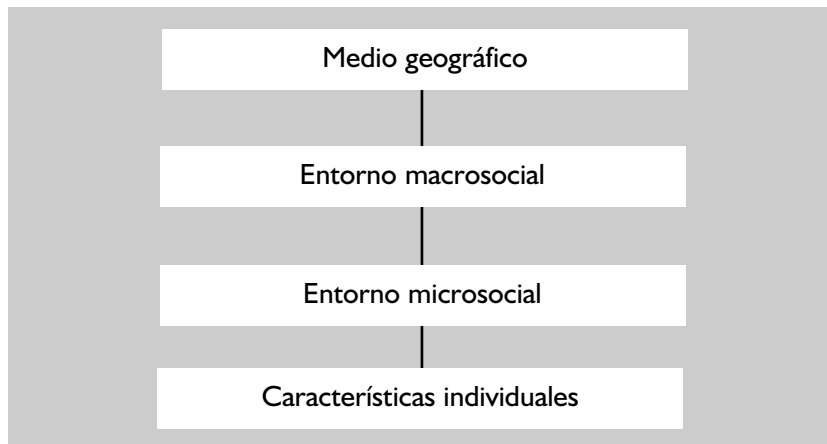 Medio geográfico
Entorno macrosocial
Entorno microsocial
Características individuales